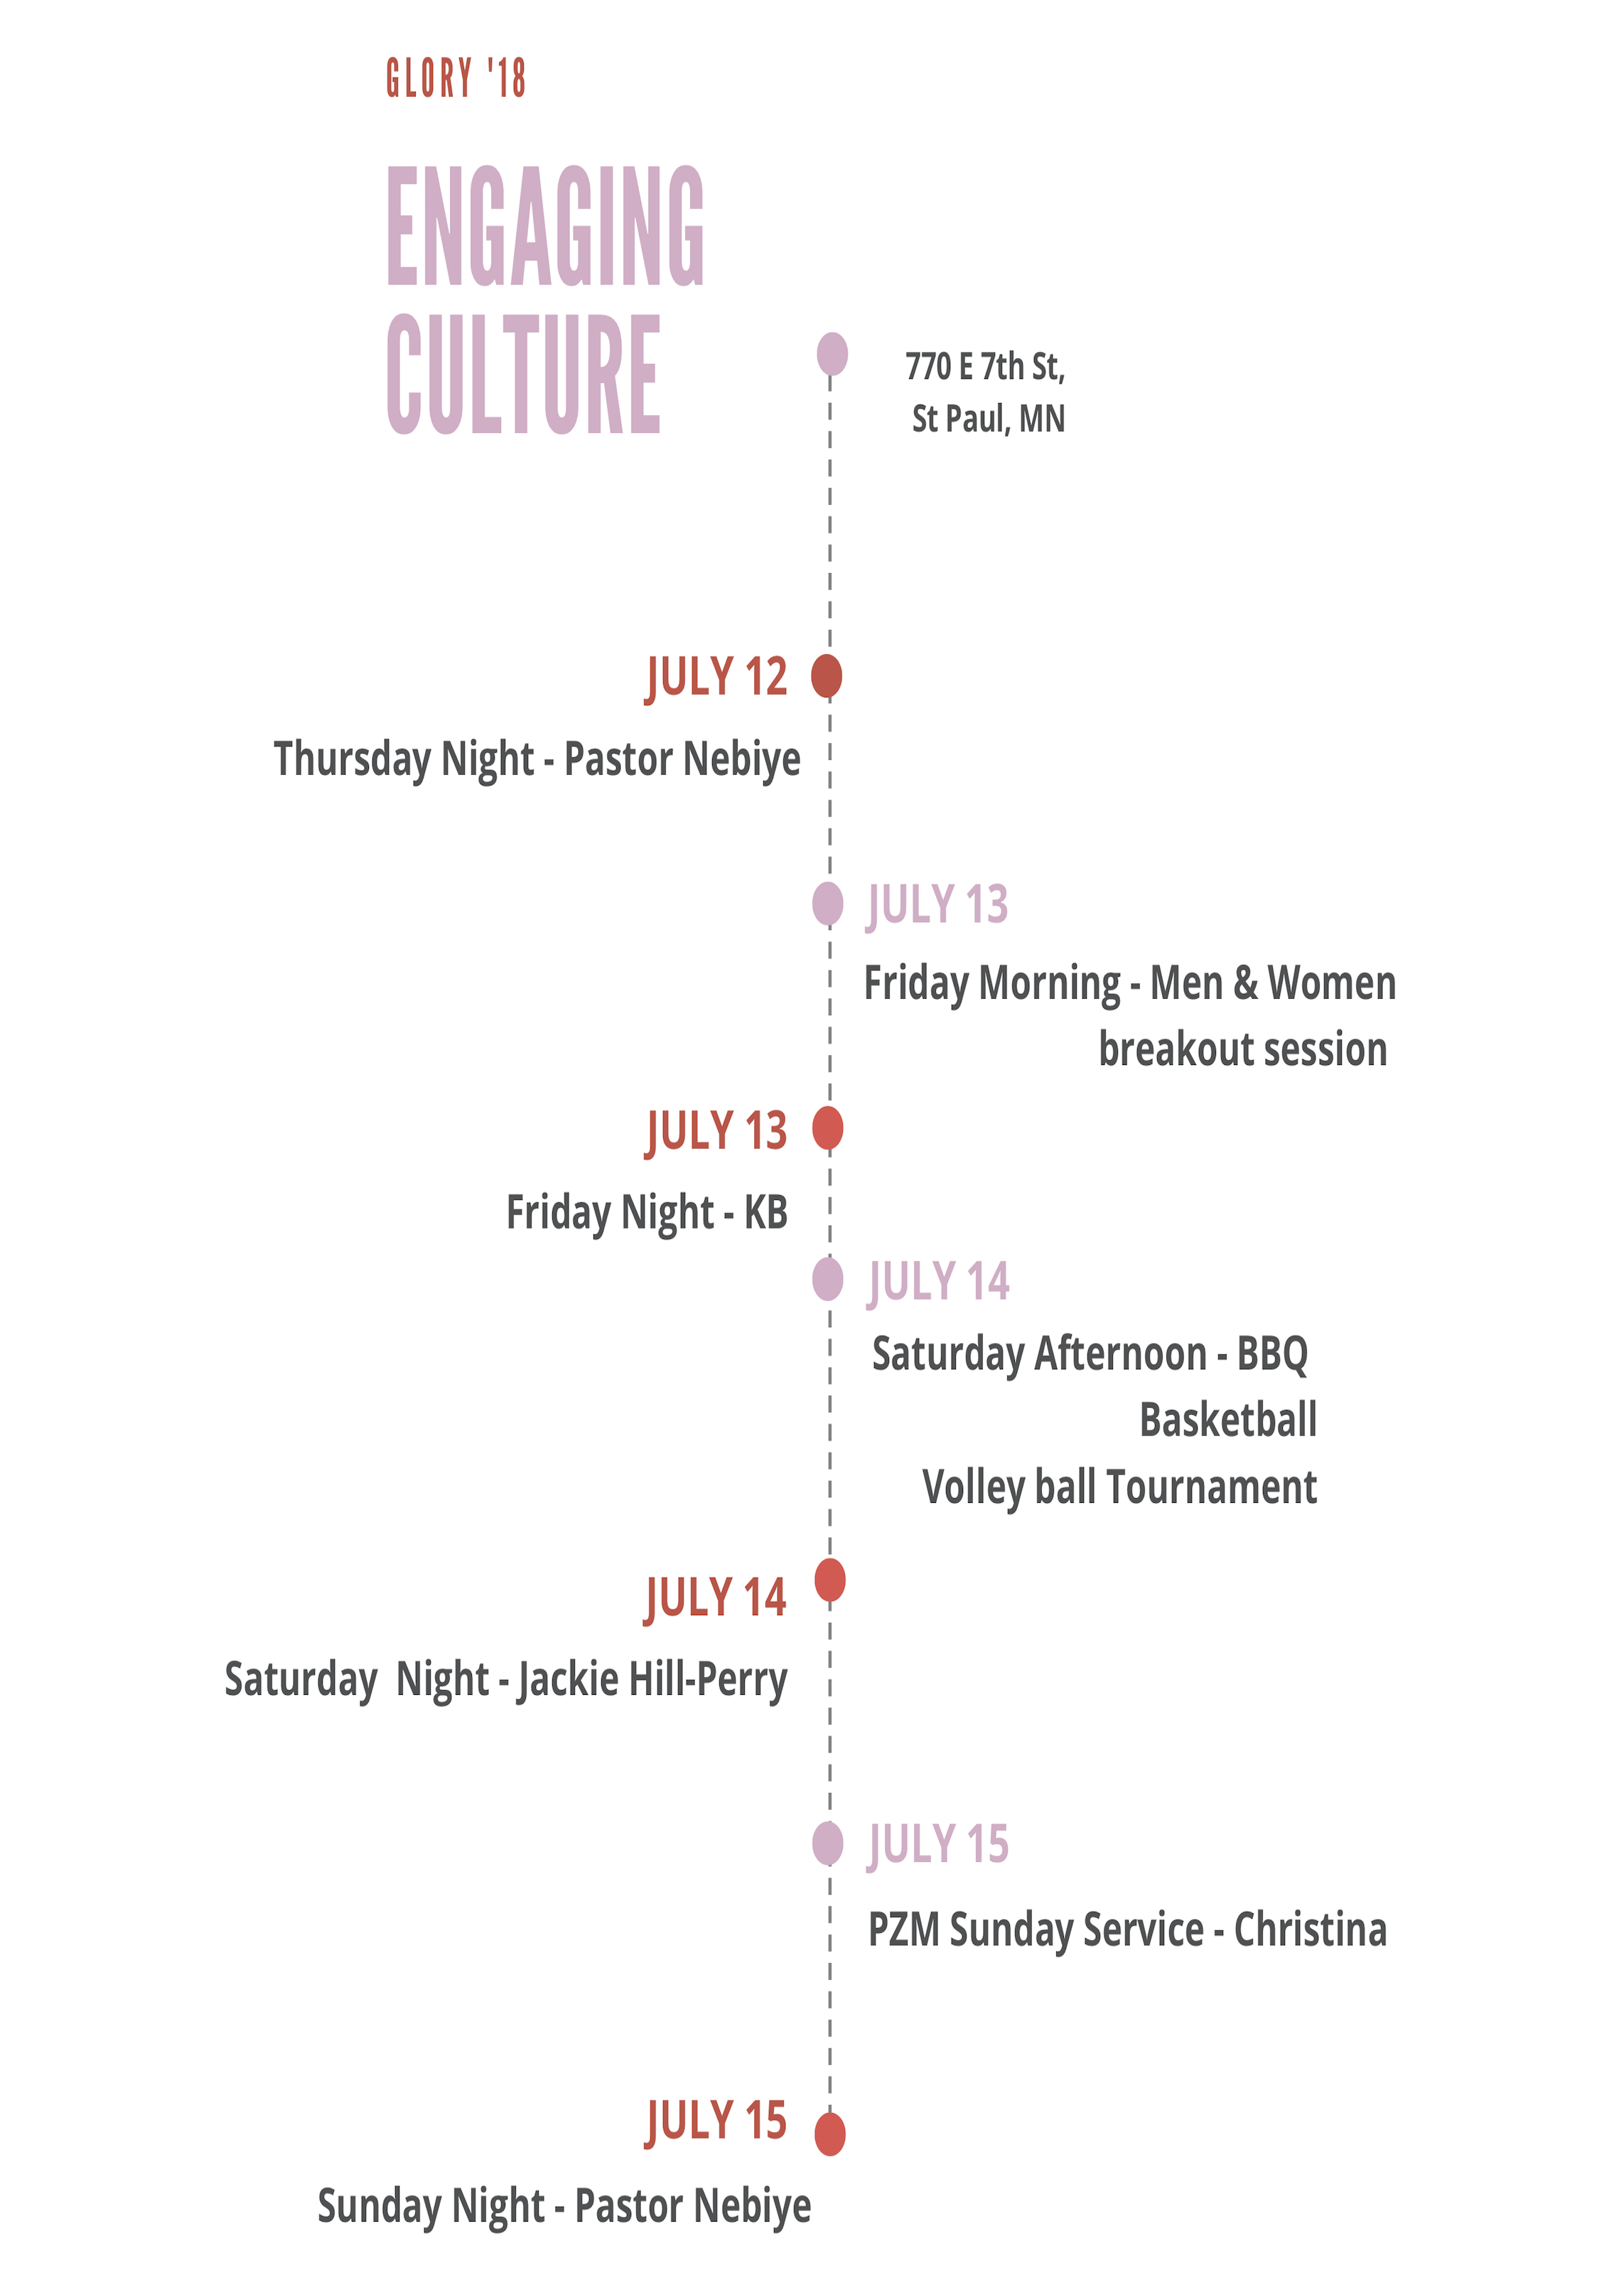 GLORY '18
ENGAGING
CULTURE
770 E 7th St,
St Paul, MN
JULY 12
Thursday Night - Pastor Nebiye
JULY 13
Friday Morning - Men & Women
breakout session
JULY 13
Friday Night - KB
JULY 14
Saturday Afternoon - BBQ
Basketball
Volley ball Tournament
JULY 14
Saturday  Night - Jackie Hill-Perry
JULY 15
PZM Sunday Service - Christina
JULY 15
Sunday Night - Pastor Nebiye